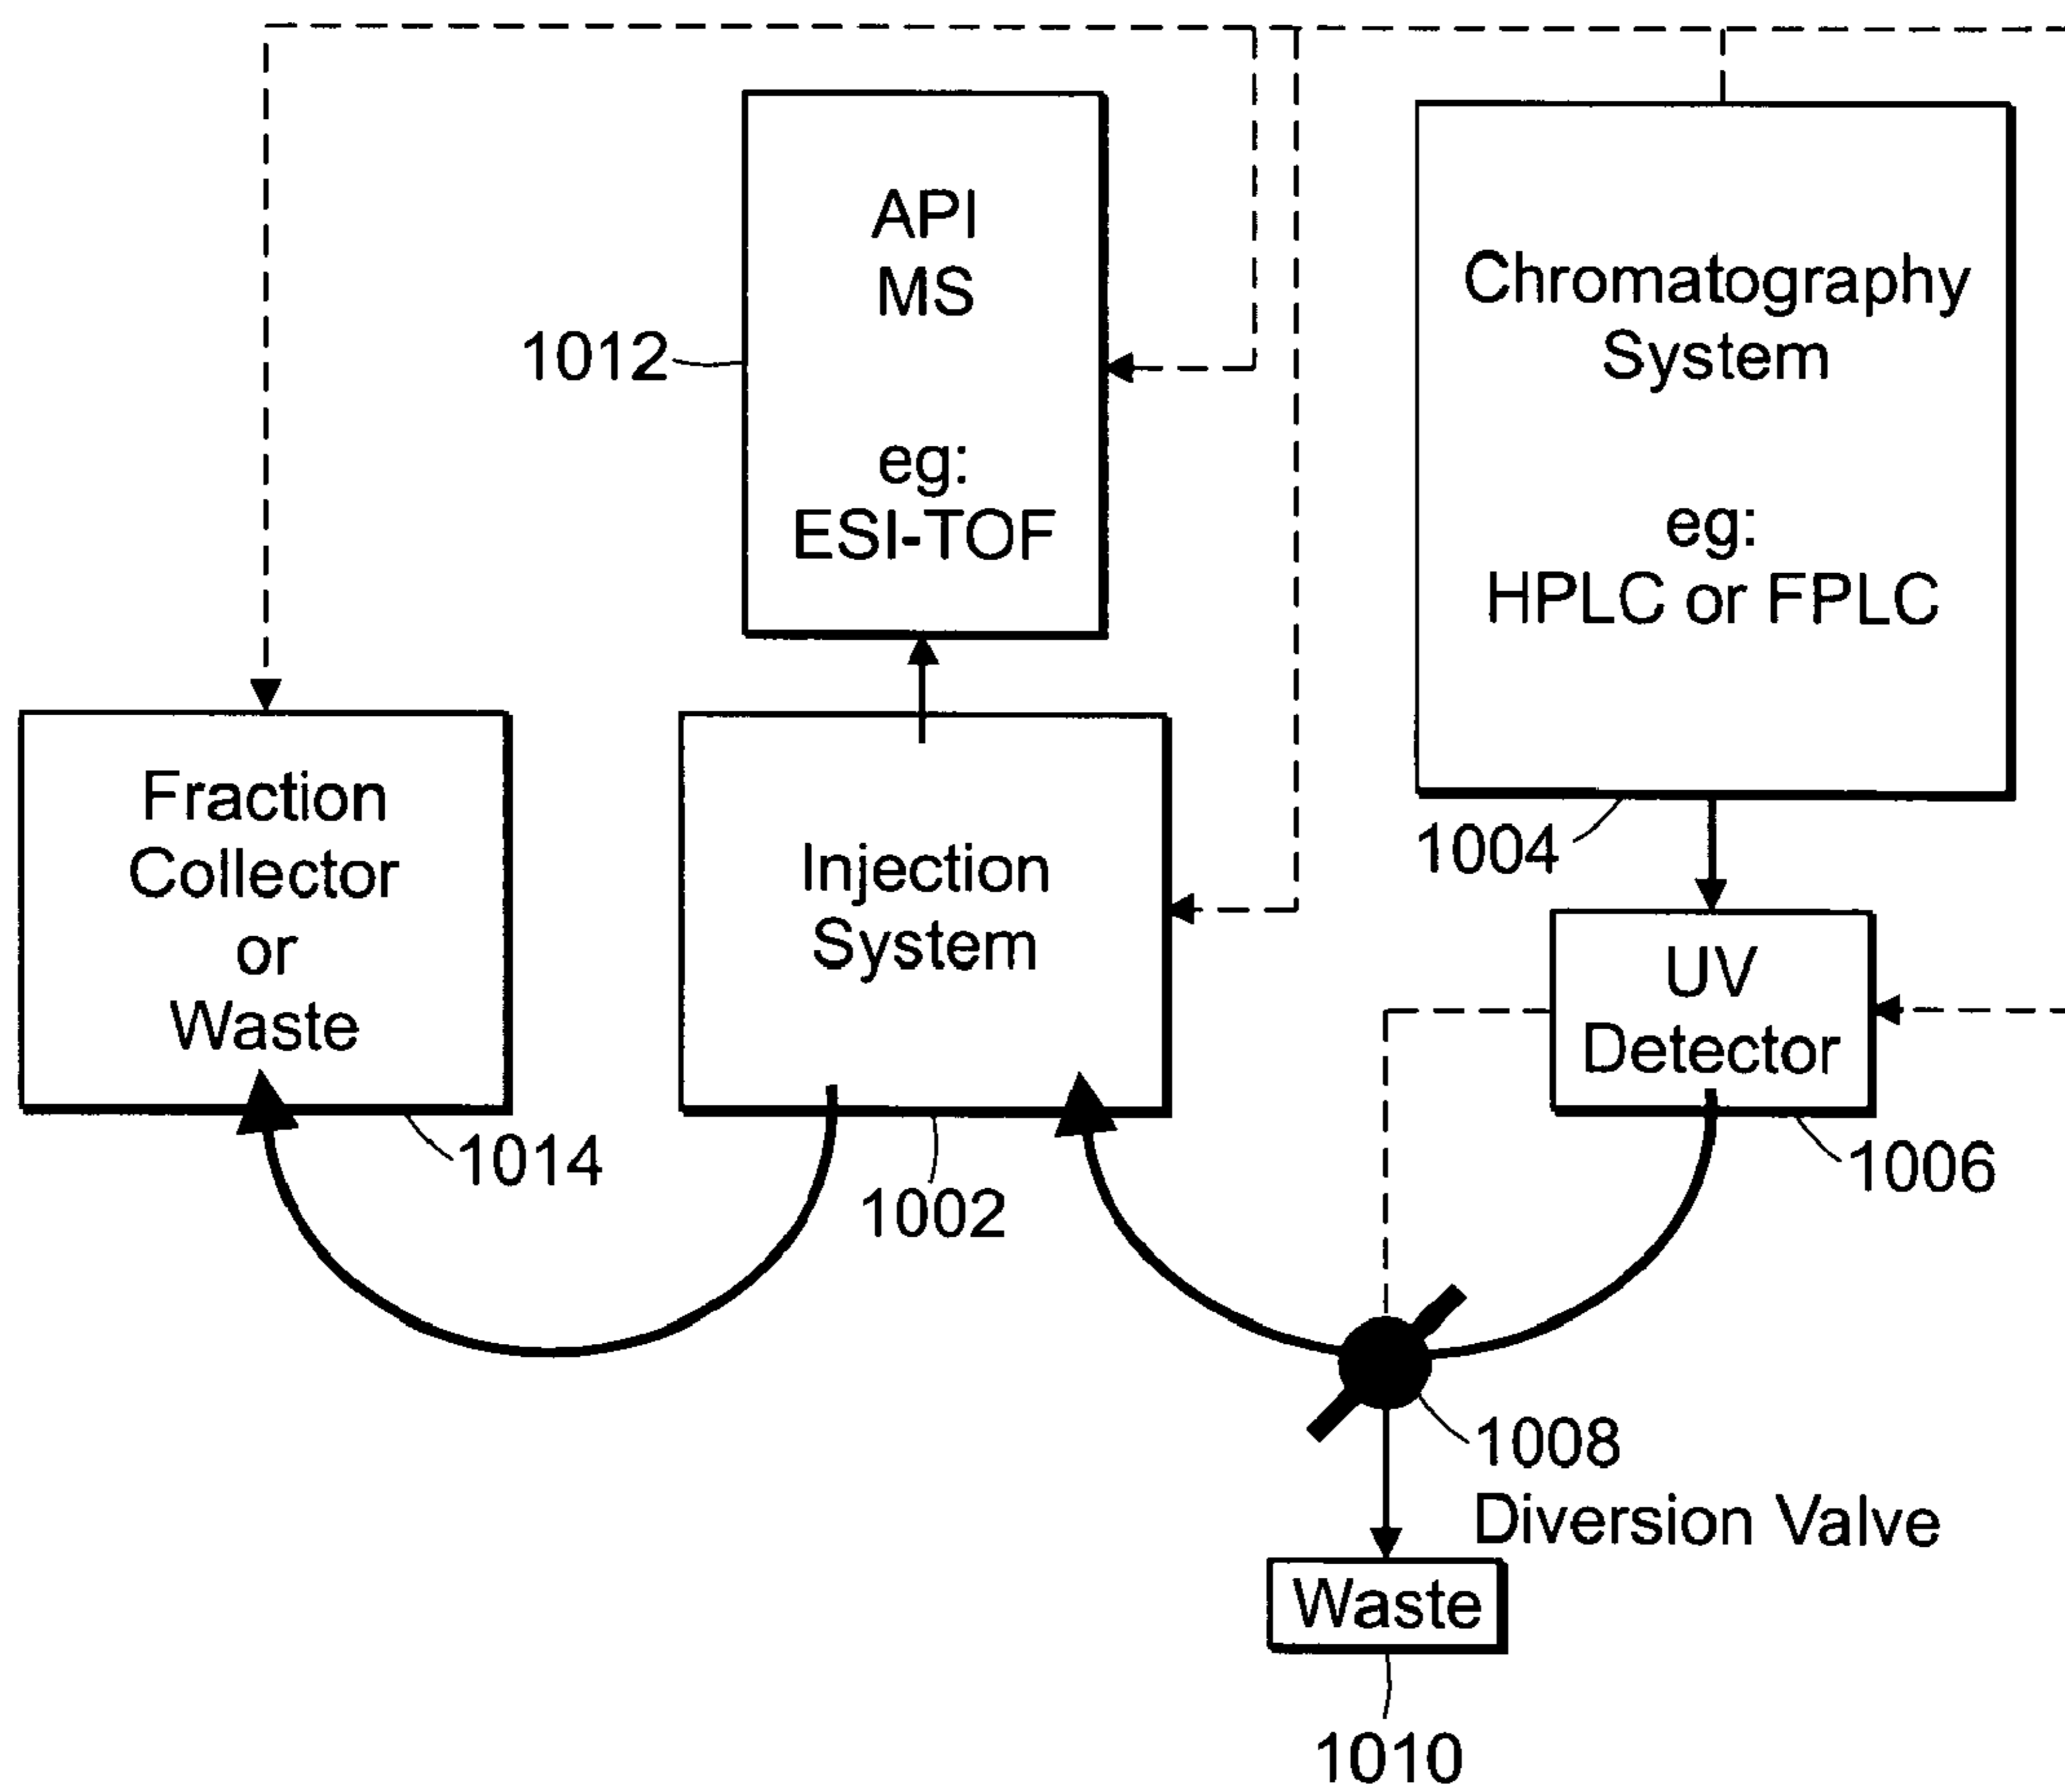 API
MS
eg:
ESI-TOF
1012
Chromatography
System
eg:
HPLC or FPLC
1004
Fraction
Collector
or
Waste
1014
Injection
System
1002
UV
Detector
1006
1008
Diversion Valve
Waste
1010